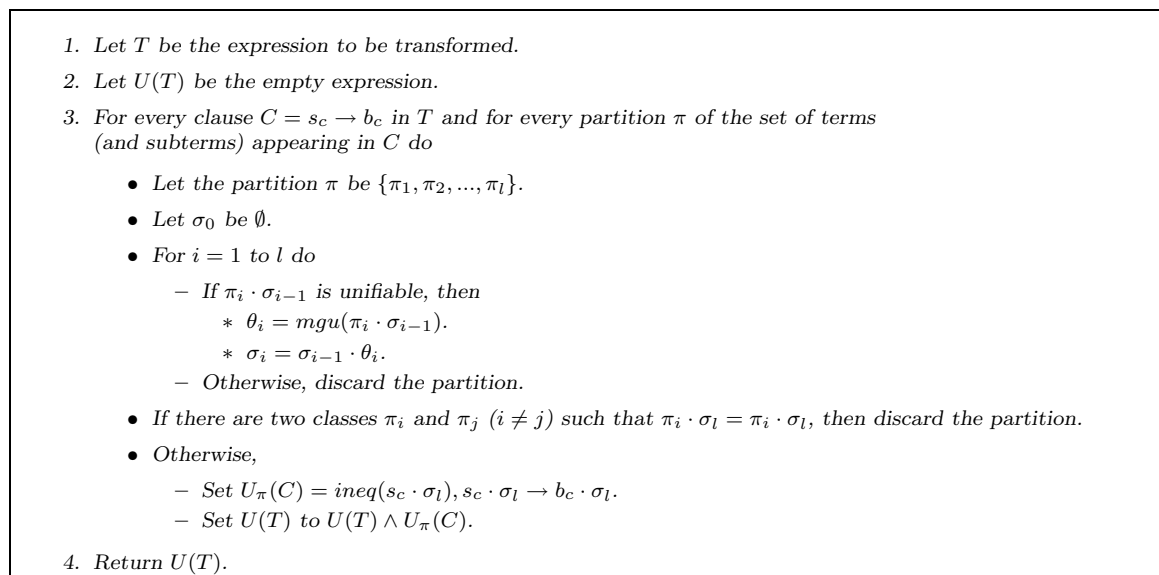 1. Let T be the expression to be transformed.
2. Let U(T) be the empty expression.
3. For every clause C = s_c → b_c in T and for every partition π of the set of terms
(and subterms) appearing in C do
• Let the partition π be {π_1, π_2, ..., π_l}.
• Let σ_0 be ∅.
• For i = 1 to l do
– If π_i · σ_{i−1} is unifiable, then
* θ_i = mgu(π_i · σ_{i−1}).
* σ_i = σ_{i−1} · θ_i.
– Otherwise, discard the partition.
• If there are two classes π_i and π_j (i ≠ j) such that π_i · σ_l = π_i · σ_l, then discard the partition.
• Otherwise,
– Set U_π(C) = ineq(s_c · σ_l), s_c · σ_l → b_c · σ_l.
– Set U(T) to U(T) ∧ U_π(C).
4. Return U(T).